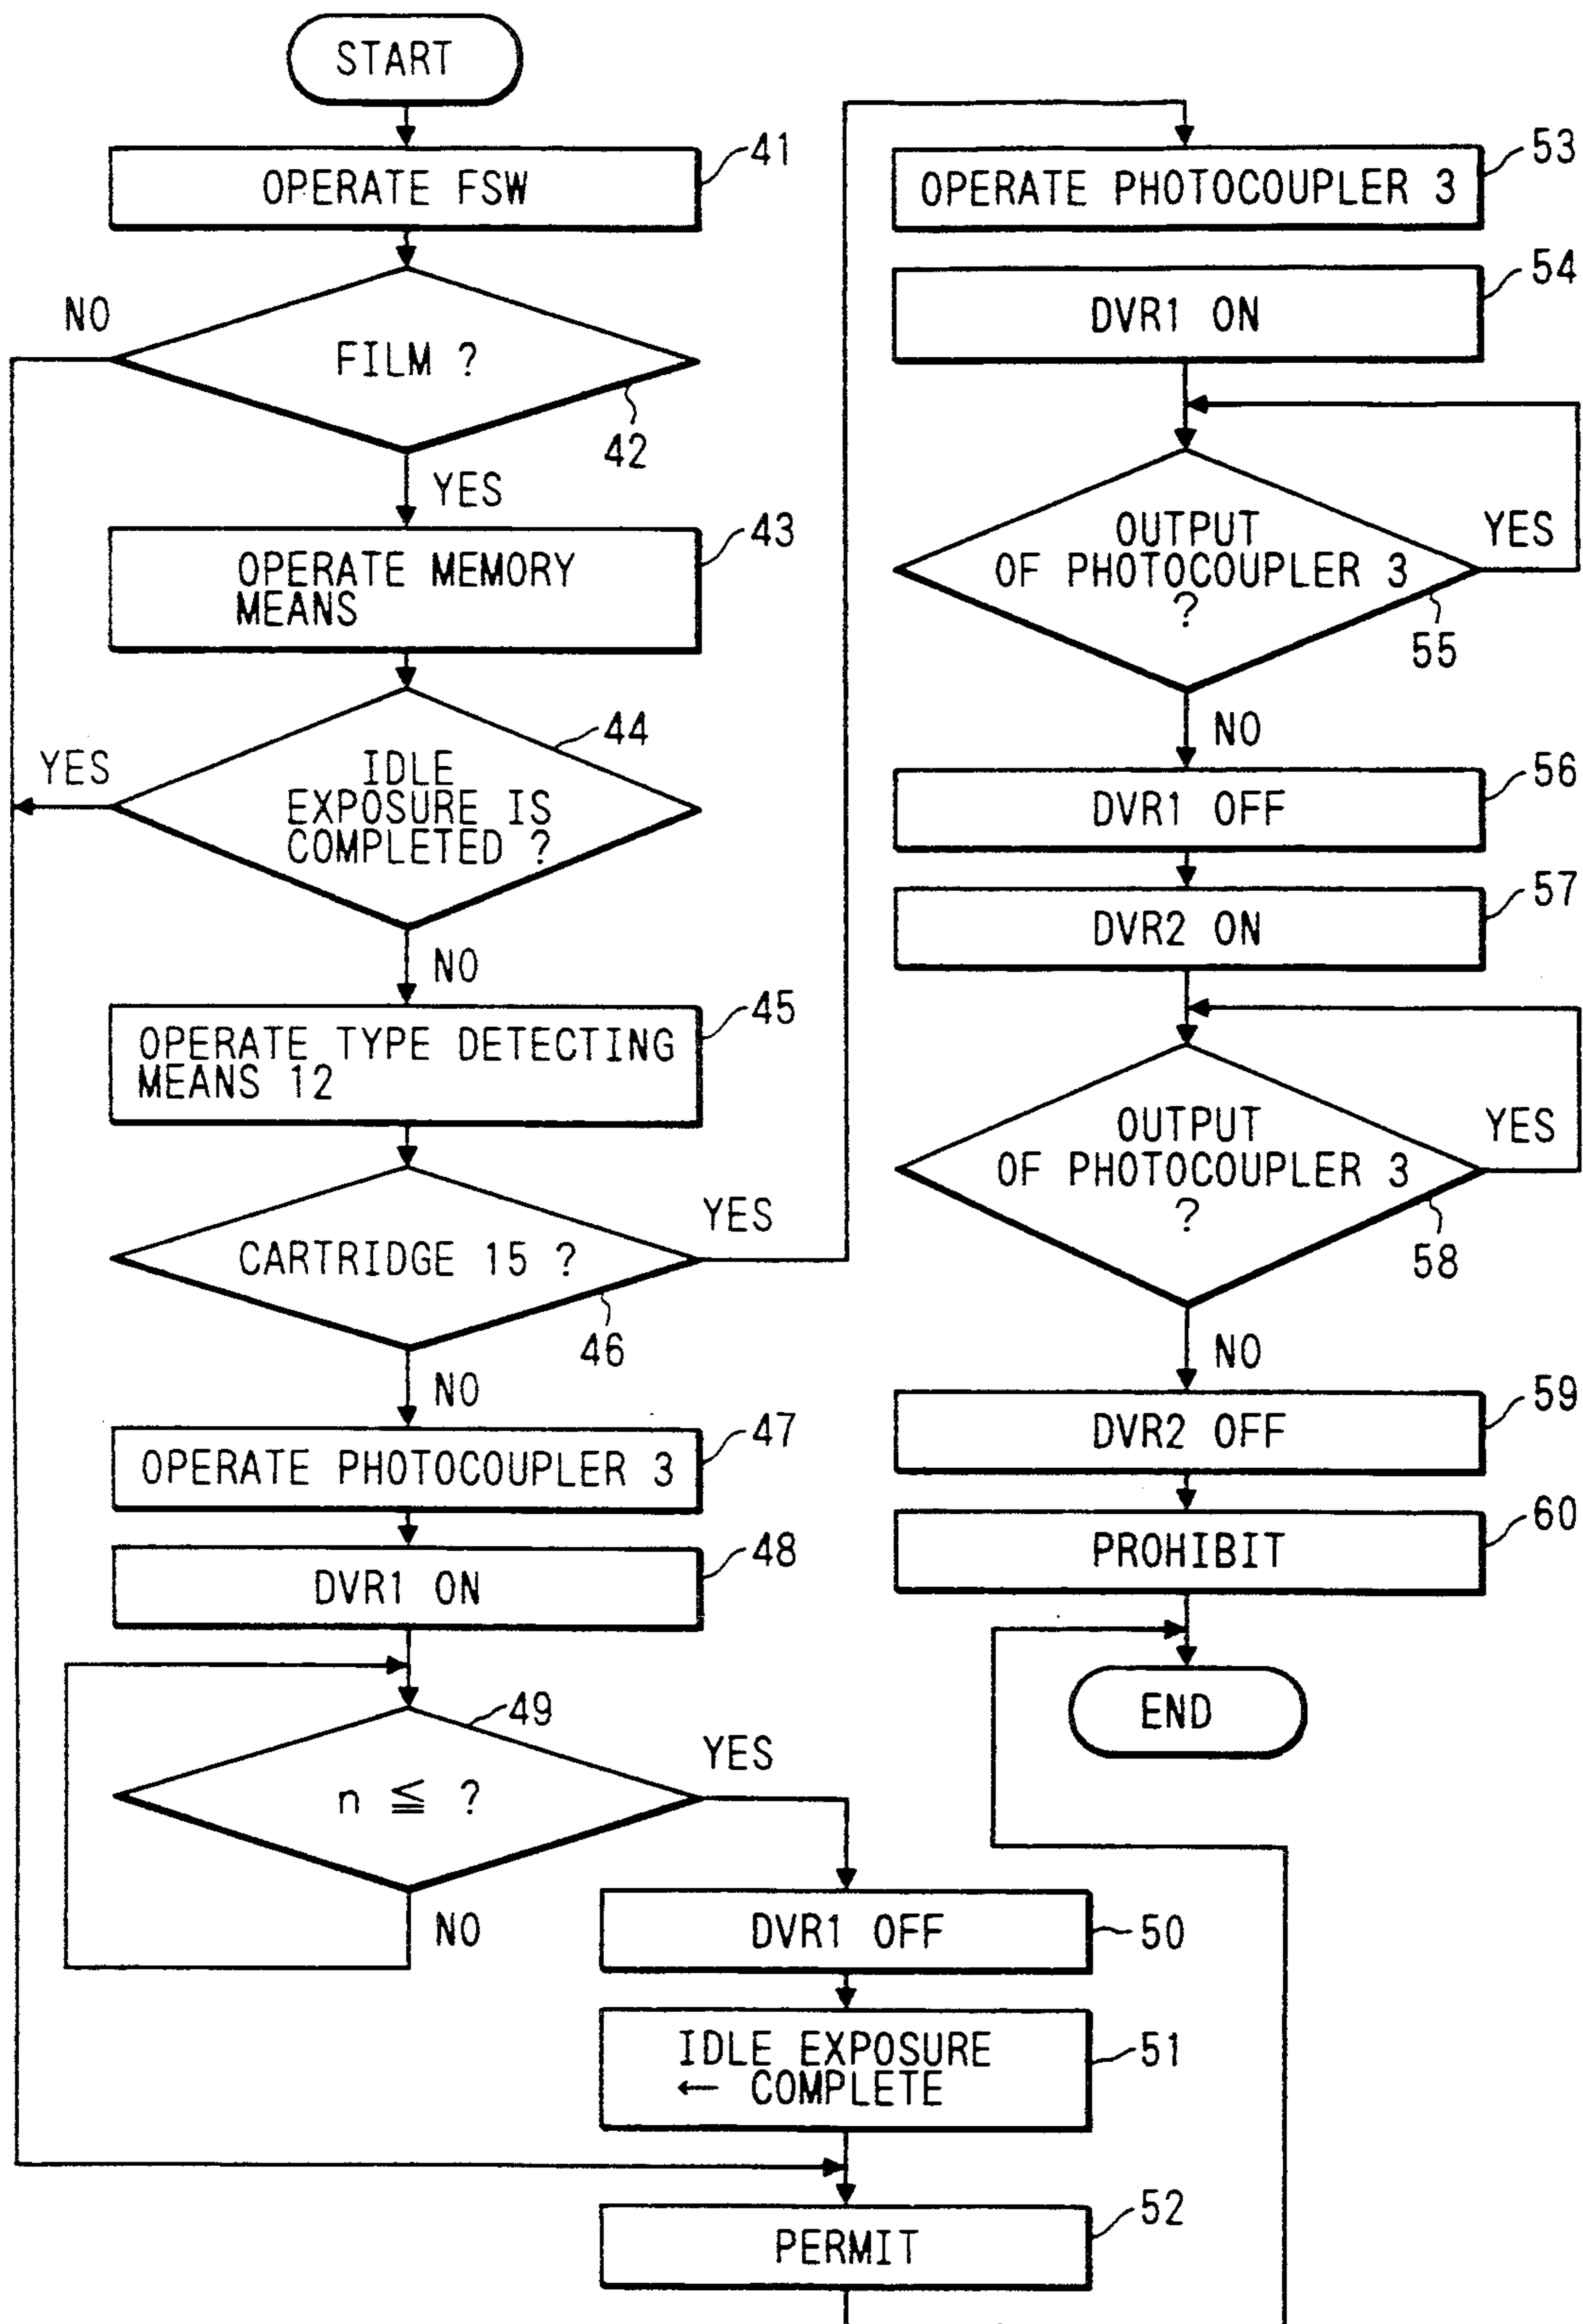 START
OPERATE FSW
41
FILM ?
NO
42
YES
OPERATE MEMORY
MEANS
43
IDLE
EXPOSURE IS
COMPLETED ?
44
YES
NO
OPERATE TYPE DETECTING
MEANS 12
45
CARTRIDGE 15 ?
YES
46
NO
OPERATE PHOTOCOUPLER 3
47
DVR1 ON
48
n ≦ ?
49
YES
NO
DVR1 OFF
50
IDLE EXPOSURE
← COMPLETE
51
PERMIT
52
OPERATE PHOTOCOUPLER 3
53
DVR1 ON
54
OUTPUT
OF PHOTOCOUPLER 3
?
YES
55
NO
DVR1 OFF
56
DVR2 ON
57
OUTPUT
OF PHOTOCOUPLER 3
?
YES
58
NO
DVR2 OFF
59
PROHIBIT
60
END